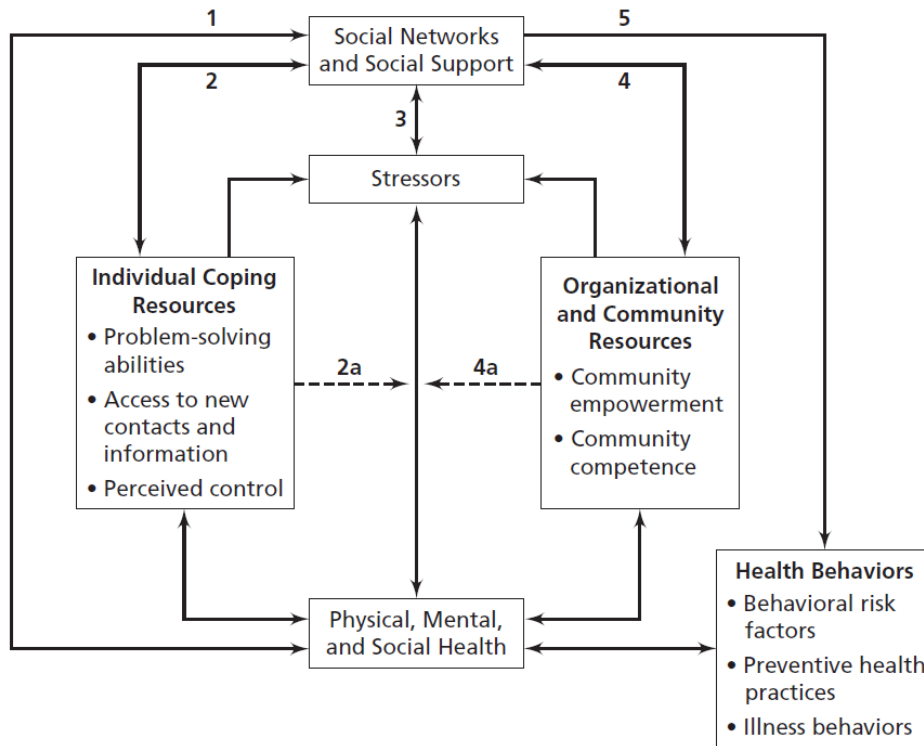 1
5
Social Networks
and Social Support
2
4
3
Stressors
Individual Coping
Resources
• Problem-solving
abilities
• Access to new
contacts and
information
• Perceived control
2a
4a
Organizational
and Community
Resources
• Community
empowerment
• Community
competence
Physical, Mental,
and Social Health
Health Behaviors
• Behavioral risk
factors
• Preventive health
practices
• Illness behaviors